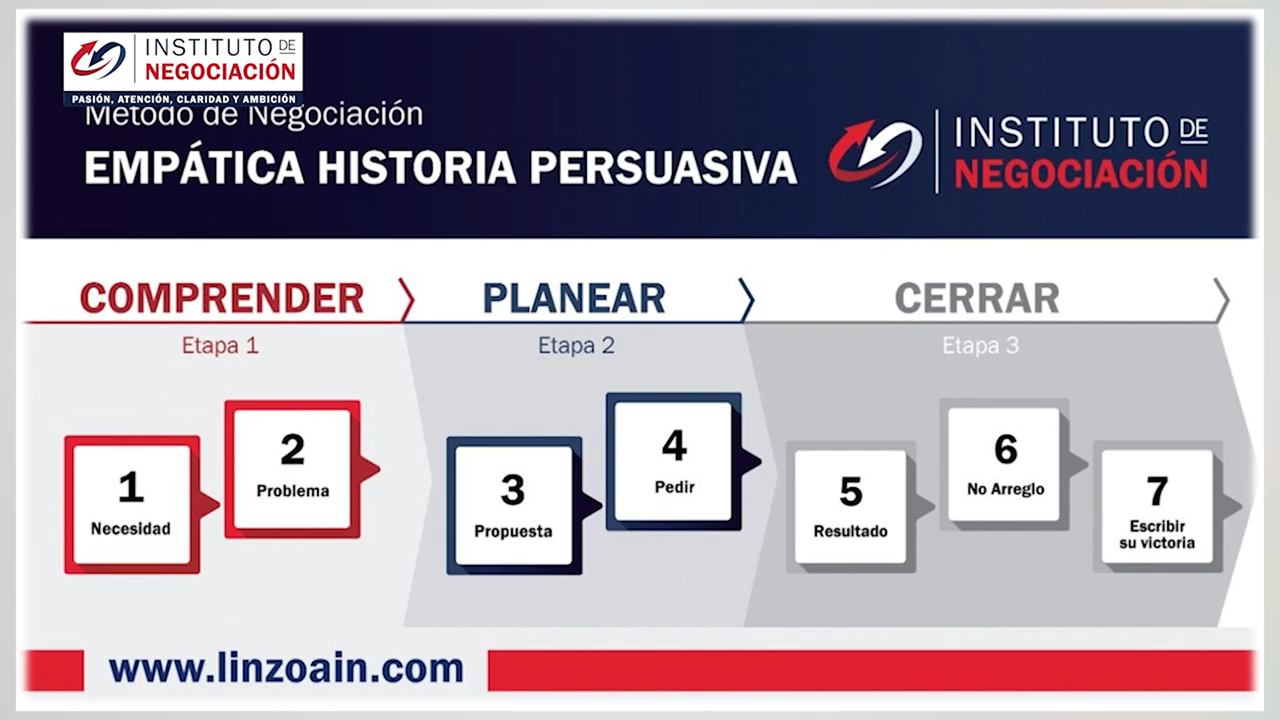 INSTITUTO DE
NEGOCIACIÓN
PASIÓN, ATENCIÓN, CLARIDAD Y AMBICIÓN
Método de Negociación
EMPÁTICA HISTORIA PERSUASIVA
INSTITUTO DE
NEGOCIACIÓN
COMPRENDER
PLANEAR
CERRAR
Etapa 1
Etapa 2
Etapa 3
1
Necesidad
2
Problema
3
Propuesta
4
Pedir
5
Resultado
6
No Arreglo
7
Escribir
su victoria
www.linzoain.com